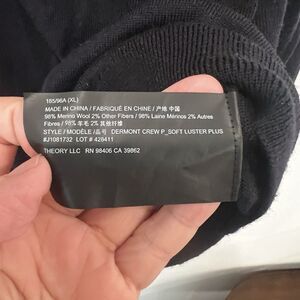 165/96A (XL)
MADE IN CHINA / FABRIQUÉ EN CHINE / 产地 中国
98% Merino Wool 2% Other Fibers / 98% Laine Mérinos 2% Autres
Fibres / 98% 羊毛 2% 其他纤维
STYLE / MODÈLE /品号 DERMONT CREW P_SOFT LUSTER PLUS
#J1081732 LOT # 428411
THEORY LLC RN 98406 CA 39862